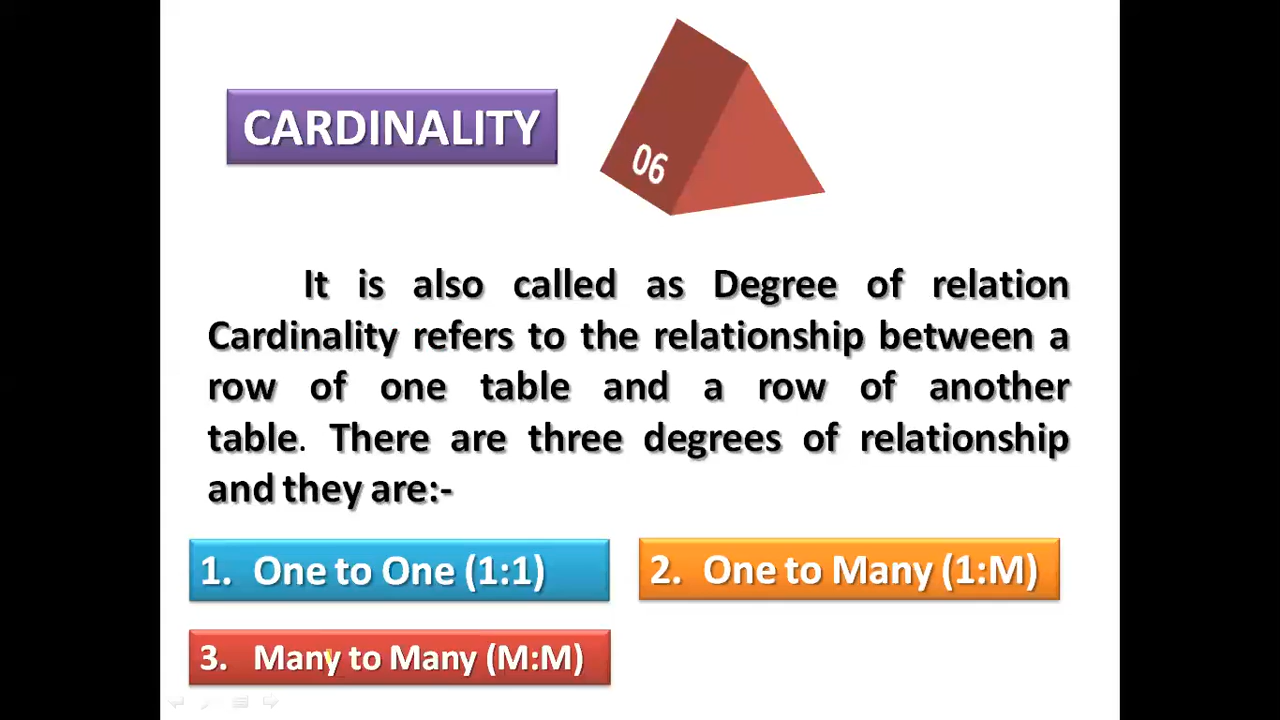 CARDINALITY
06
It is also called as Degree of relation
Cardinality refers to the relationship between a
row of one table and a row of another
table. There are three degrees of relationship
and they are:-
1. One to One (1:1)
2. One to Many (1:M)
3. Many to Many (M:M)